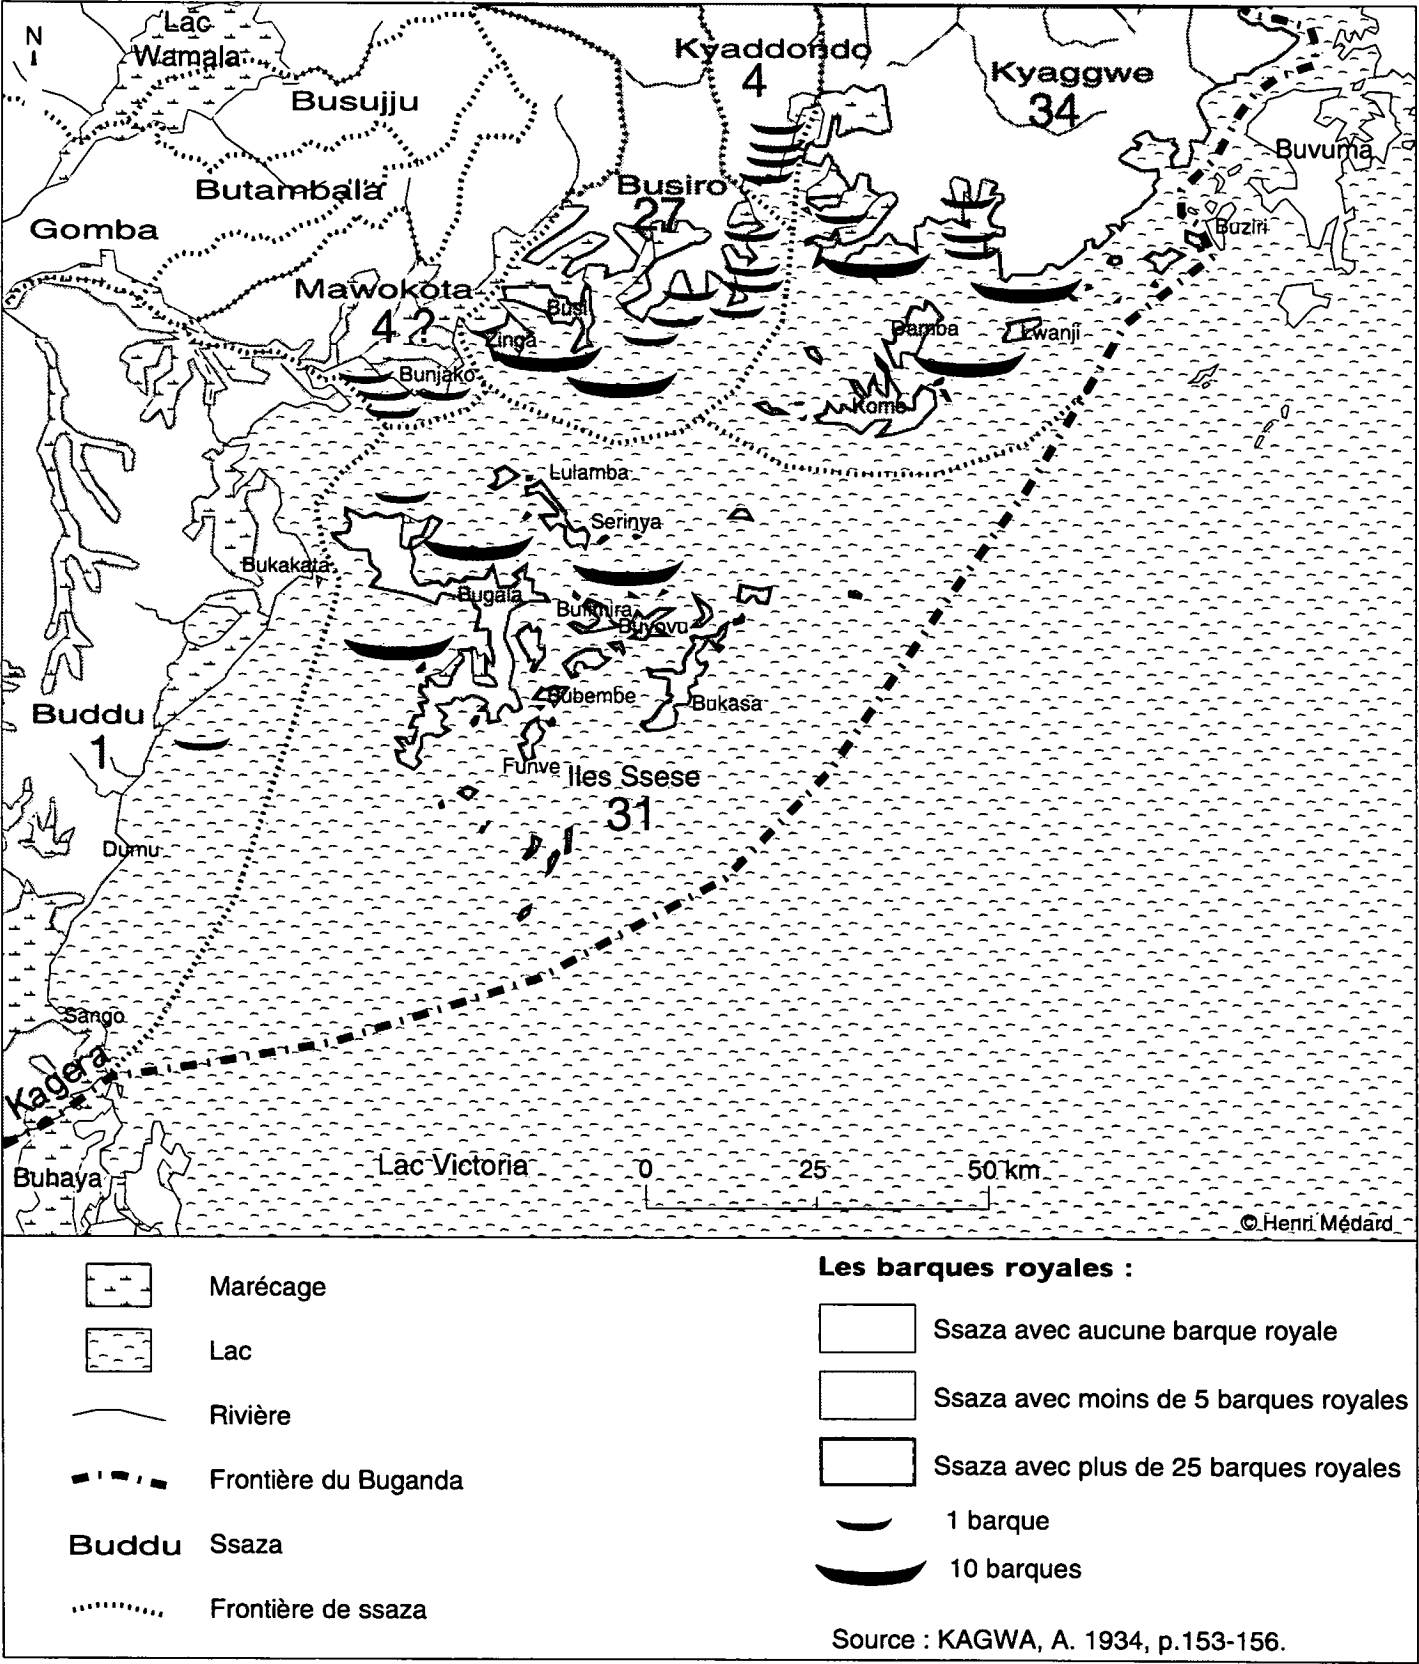 N
Lac
Wamala
Kyaddondo
4
Kyaggwe
34
Busujju
Buvuma
Butambala
Busiro
27
Gomba
Buziri
Mawokota
4 ?
Busi
Zinga
Bunjako
Damba
Lwanji
Kome
Lulamba
Serinya
Bukakata
Bugala
Bufimira
Buyovu
Bubembe
Bukasa
Buddu
1
Funve
Iles Ssese
31
Dumu
Sango
Kagera
Buhaya
Lac Victoria
0 25 50 km
© Henri Médard
Marécage
Lac
Rivière
Frontière du Buganda
Buddu Ssaza
Frontière de ssaza
Les barques royales :
Ssaza avec aucune barque royale
Ssaza avec moins de 5 barques royales
Ssaza avec plus de 25 barques royales
1 barque
10 barques
Source : KAGWA, A. 1934, p.153-156.